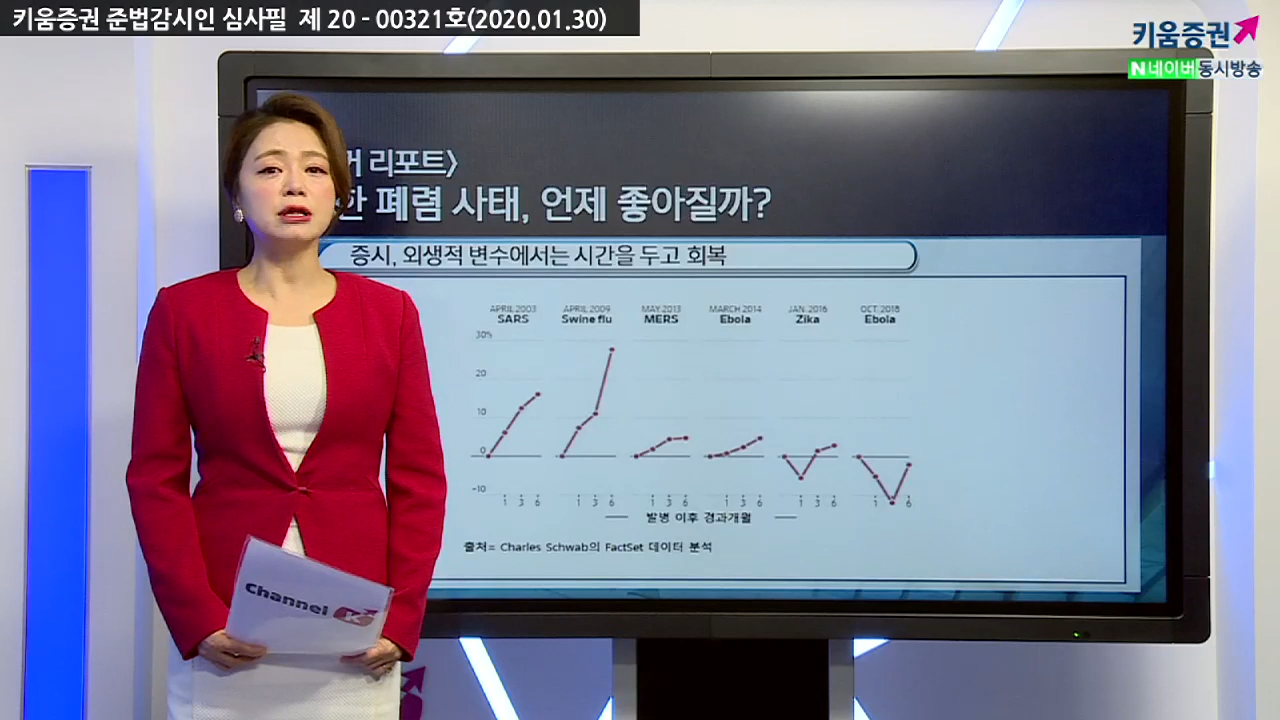 키움증권 준법감시인 심사필 제 20 - 00321호(2020.01.30)
키움증권
N 네이버 동시방송
리포트>
폐렴 사태, 언제 좋아질까?
증시, 외생적 변수에서는 시간을 두고 회복
APRIL 2003 APRIL 2009 MAY 2013 MARCH 2014 JAN. 2016 OCT. 2018
SARS Swine flu MERS Ebola Zika Ebola
30%
20
10
0
-10
1 3 6 1 3 6 1 3 6 1 3 6 1 3 6 1 6
발병 이후 경과개월
출처= Charles Schwab의 FactSet 데이터 분석
Channel K